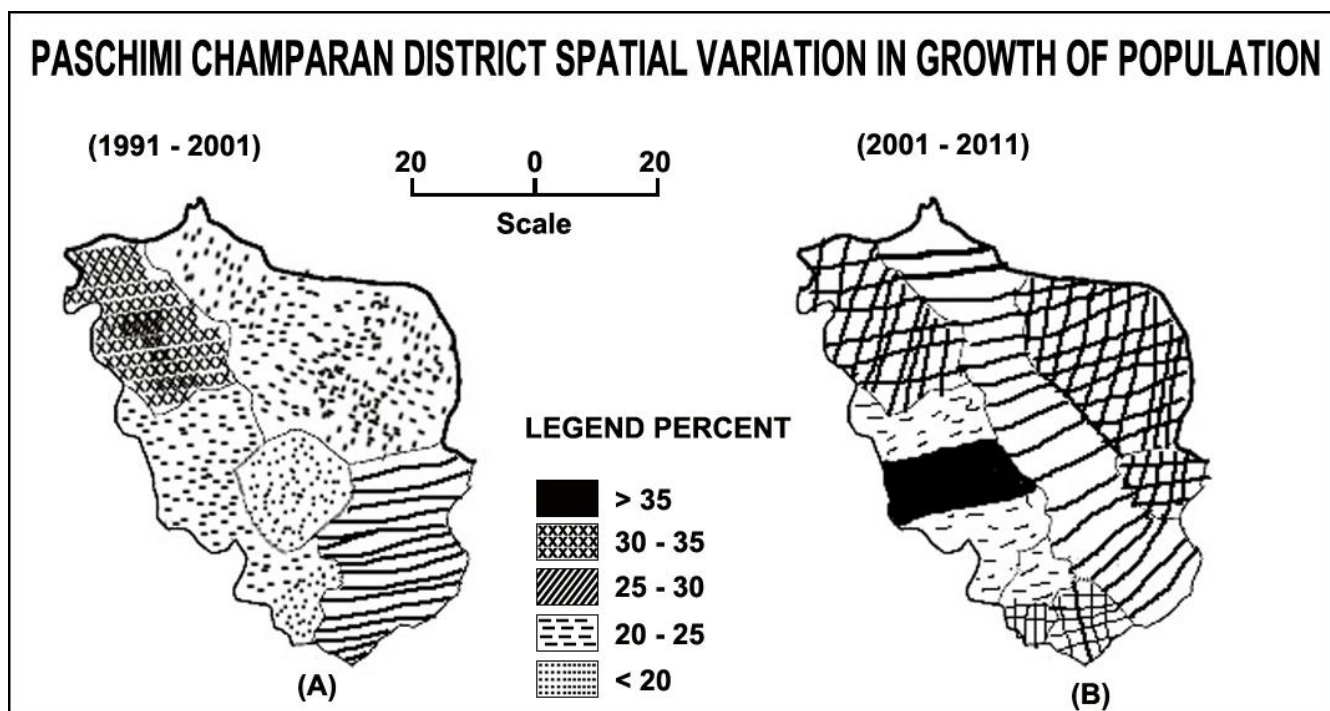 PASCHIMI CHAMPARAN DISTRICT SPATIAL VARIATION IN GROWTH OF POPULATION
(1991 - 2001)
20 0 20
Scale
(2001 - 2011)
LEGEND PERCENT
> 35
30 - 35
25 - 30
20 - 25
< 20
(A)
(B)